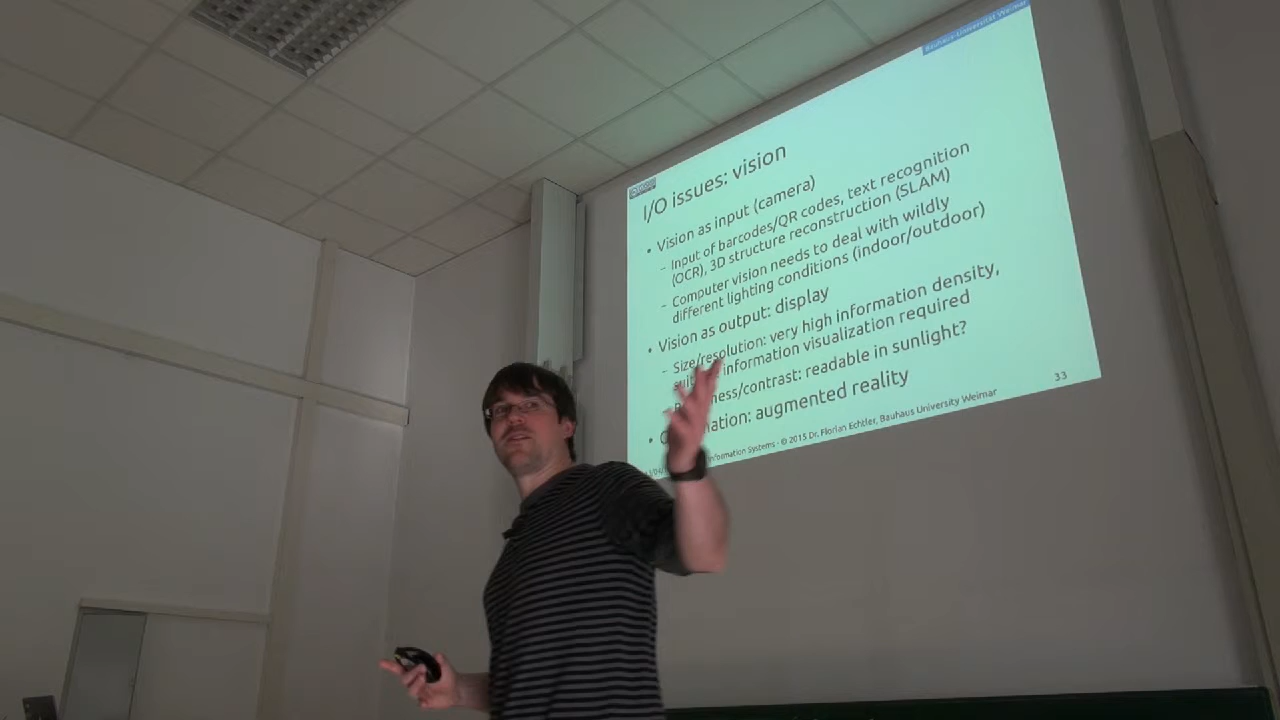 Bauhaus-Universität Weimar
I/O issues: vision
• Vision as input (camera)
– Input of barcodes/QR codes, text recognition
(OCR), 3D structure reconstruction (SLAM)
– Computer vision needs to deal with wildly
different lighting conditions (indoor/outdoor)
• Vision as output: display
– Size/resolution: very high information density,
information visualization required
ness/contrast: readable in sunlight?
• ation: augmented reality
Information Systems - © 2015 Dr. Florian Echtler, Bauhaus University Weimar
33